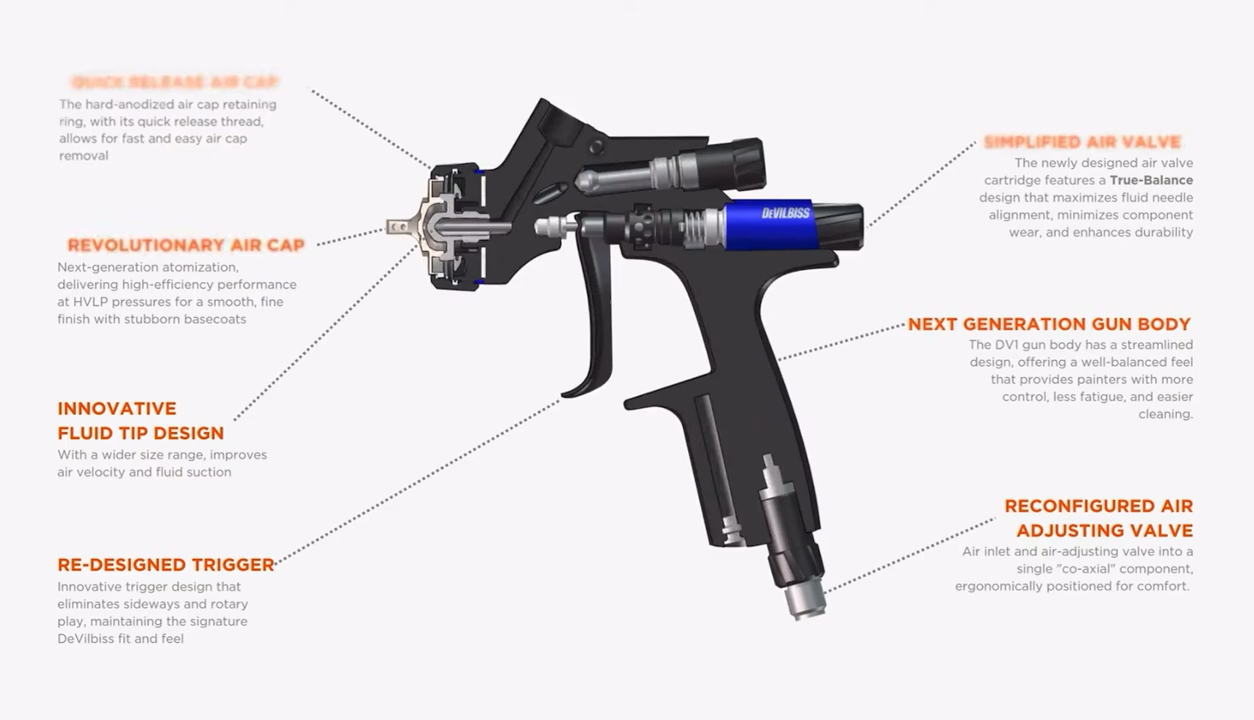 QUICK RELEASE AIR CAP
The hard-anodized air cap retaining
ring, with its quick release thread,
allows for fast and easy air cap
removal
REVOLUTIONARY AIR CAP
Next-generation atomization,
delivering high-efficiency performance
at HVLP pressures for a smooth, fine
finish with stubborn basecoats
INNOVATIVE
FLUID TIP DESIGN
With a wider size range, improves
air velocity and fluid suction
RE-DESIGNED TRIGGER
Innovative trigger design that
eliminates sideways and rotary
play, maintaining the signature
DeVilbiss fit and feel
DEVILBISS
SIMPLIFIED AIR VALVE
The newly designed air valve
cartridge features a True-Balance
design that maximizes fluid needle
alignment, minimizes component
wear, and enhances durability
NEXT GENERATION GUN BODY
The DV1 gun body has a streamlined
design, offering a well-balanced feel
that provides painters with more
control, less fatigue, and easier
cleaning.
RECONFIGURED AIR
ADJUSTING VALVE
Air inlet and air-adjusting valve into a
single "co-axial" component,
ergonomically positioned for comfort.